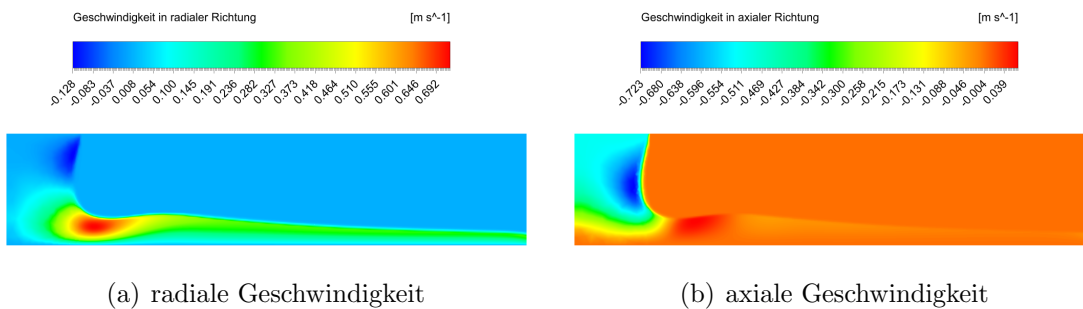 Geschwindigkeit in radialer Richtung [m s^-1]
-0.128 -0.083 -0.037 0.008 0.054 0.100 0.145 0.191 0.236 0.282 0.327 0.373 0.418 0.464 0.510 0.555 0.601 0.646 0.692
(a) radiale Geschwindigkeit
Geschwindigkeit in axialer Richtung [m s^-1]
-0.723 -0.680 -0.638 -0.596 -0.554 -0.511 -0.469 -0.427 -0.384 -0.342 -0.300 -0.258 -0.215 -0.173 -0.131 -0.088 -0.046 -0.004 0.039
(b) axiale Geschwindigkeit